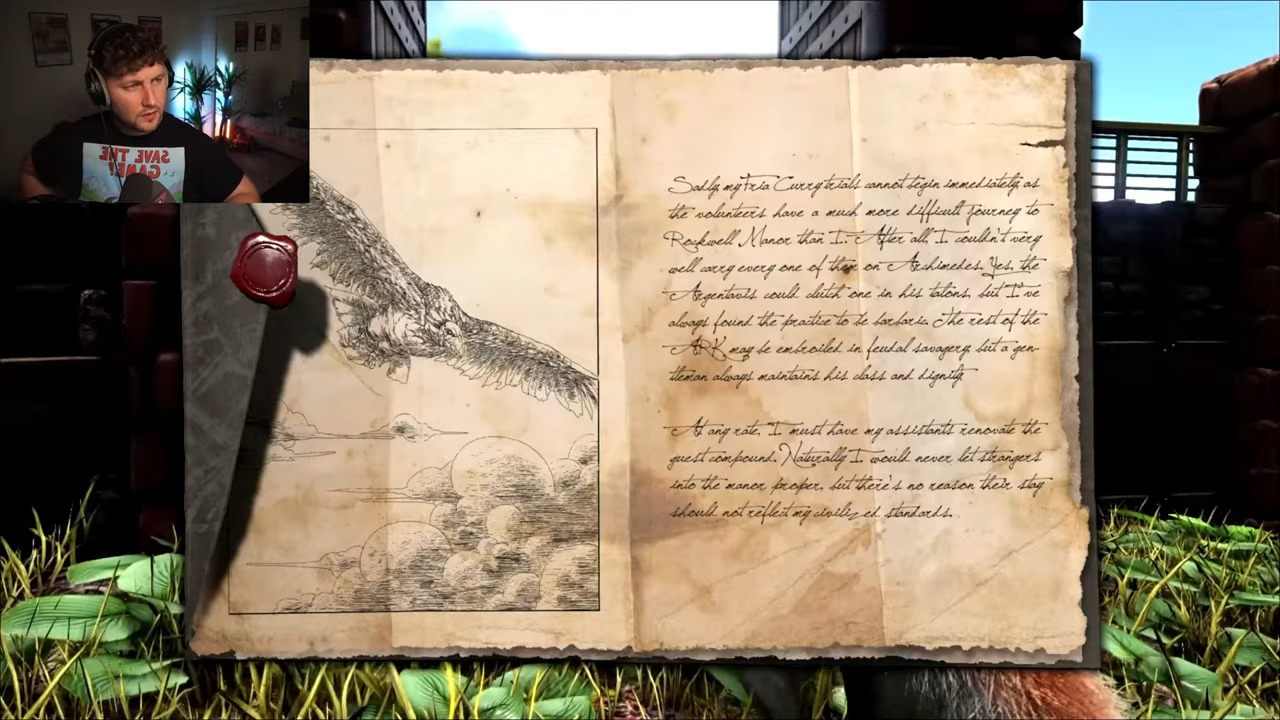 SAVE THE
GAME!
Sadly, my Fria Curry trials cannot begin immediately, as
the volunteers have a much more difficult journey to
Rockwell Manor than I. After all, I couldn't very
well carry every one of them on Archimedes. Yes, the
Argentavis could clutch one in his talons, but I've
always found the practice to be barbaric. The rest of the
ARK may be embroiled in feudal savagery, but a gen-
tleman always maintains his class and dignity.
At any rate, I must have my assistants renovate the
guest compound. Naturally I would never let strangers
into the manor proper, but there's no reason their stay
should not reflect my civilized standards.